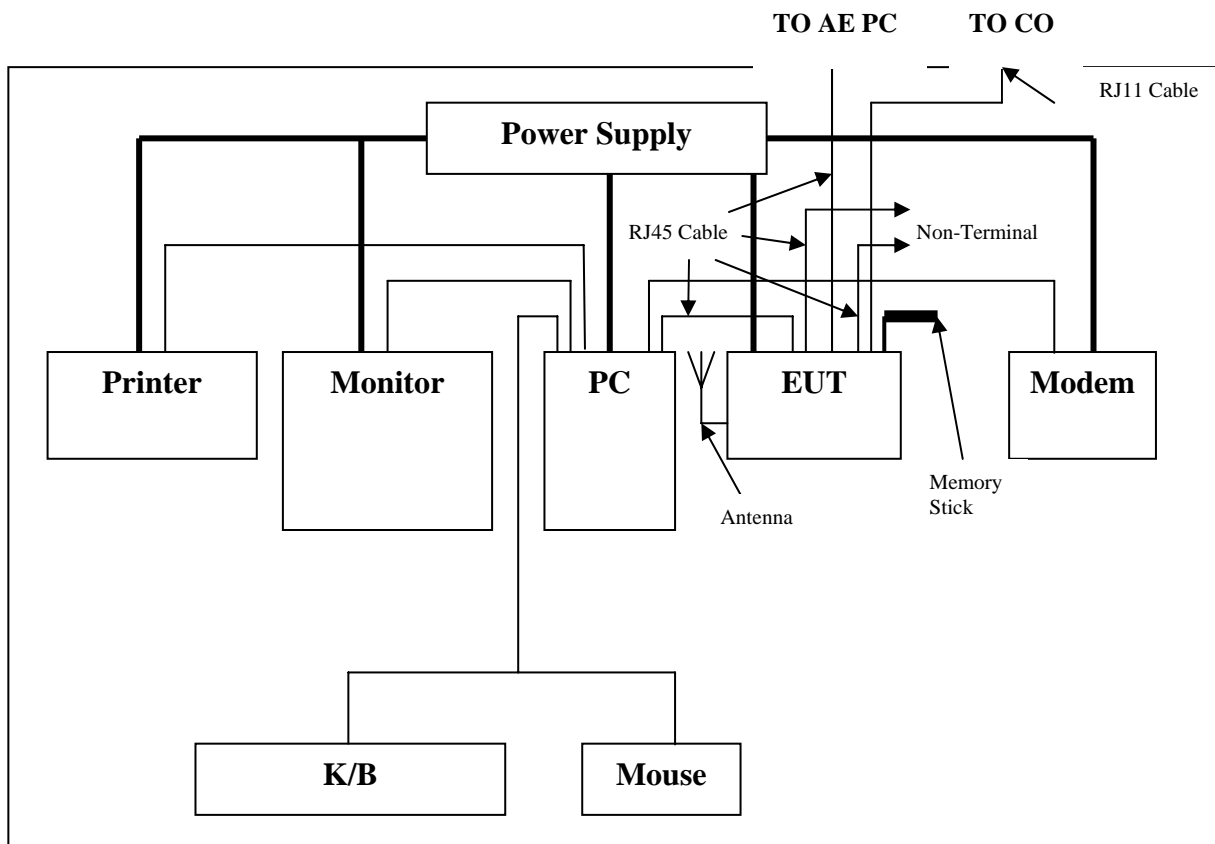 TO AE PC
TO CO
RJ11 Cable
Power Supply
RJ45 Cable
Non-Terminal
Printer
Monitor
PC
EUT
Modem
Memory
Stick
Antenna
K/B
Mouse